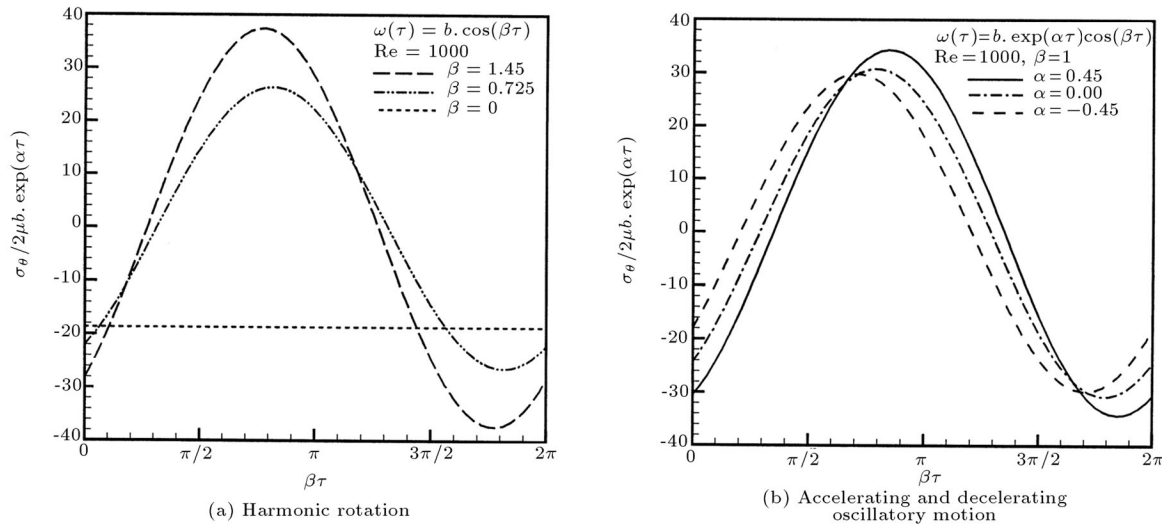 ω(τ) = b. cos(βτ)
Re = 1000
β = 1.45
β = 0.725
β = 0
σθ/2μb. exp(ατ)
40
30
20
10
0
-10
-20
-30
-40
0 π/2 π 3π/2 2π
βτ
(a) Harmonic rotation
ω(τ)=b. exp(ατ)cos(βτ)
Re=1000, β=1
α=0.45
α=0.00
α=−0.45
σθ/2μb. exp(ατ)
40
30
20
10
0
-10
-20
-30
-40
0 π/2 π 3π/2 2π
βτ
(b) Accelerating and decelerating
oscillatory motion